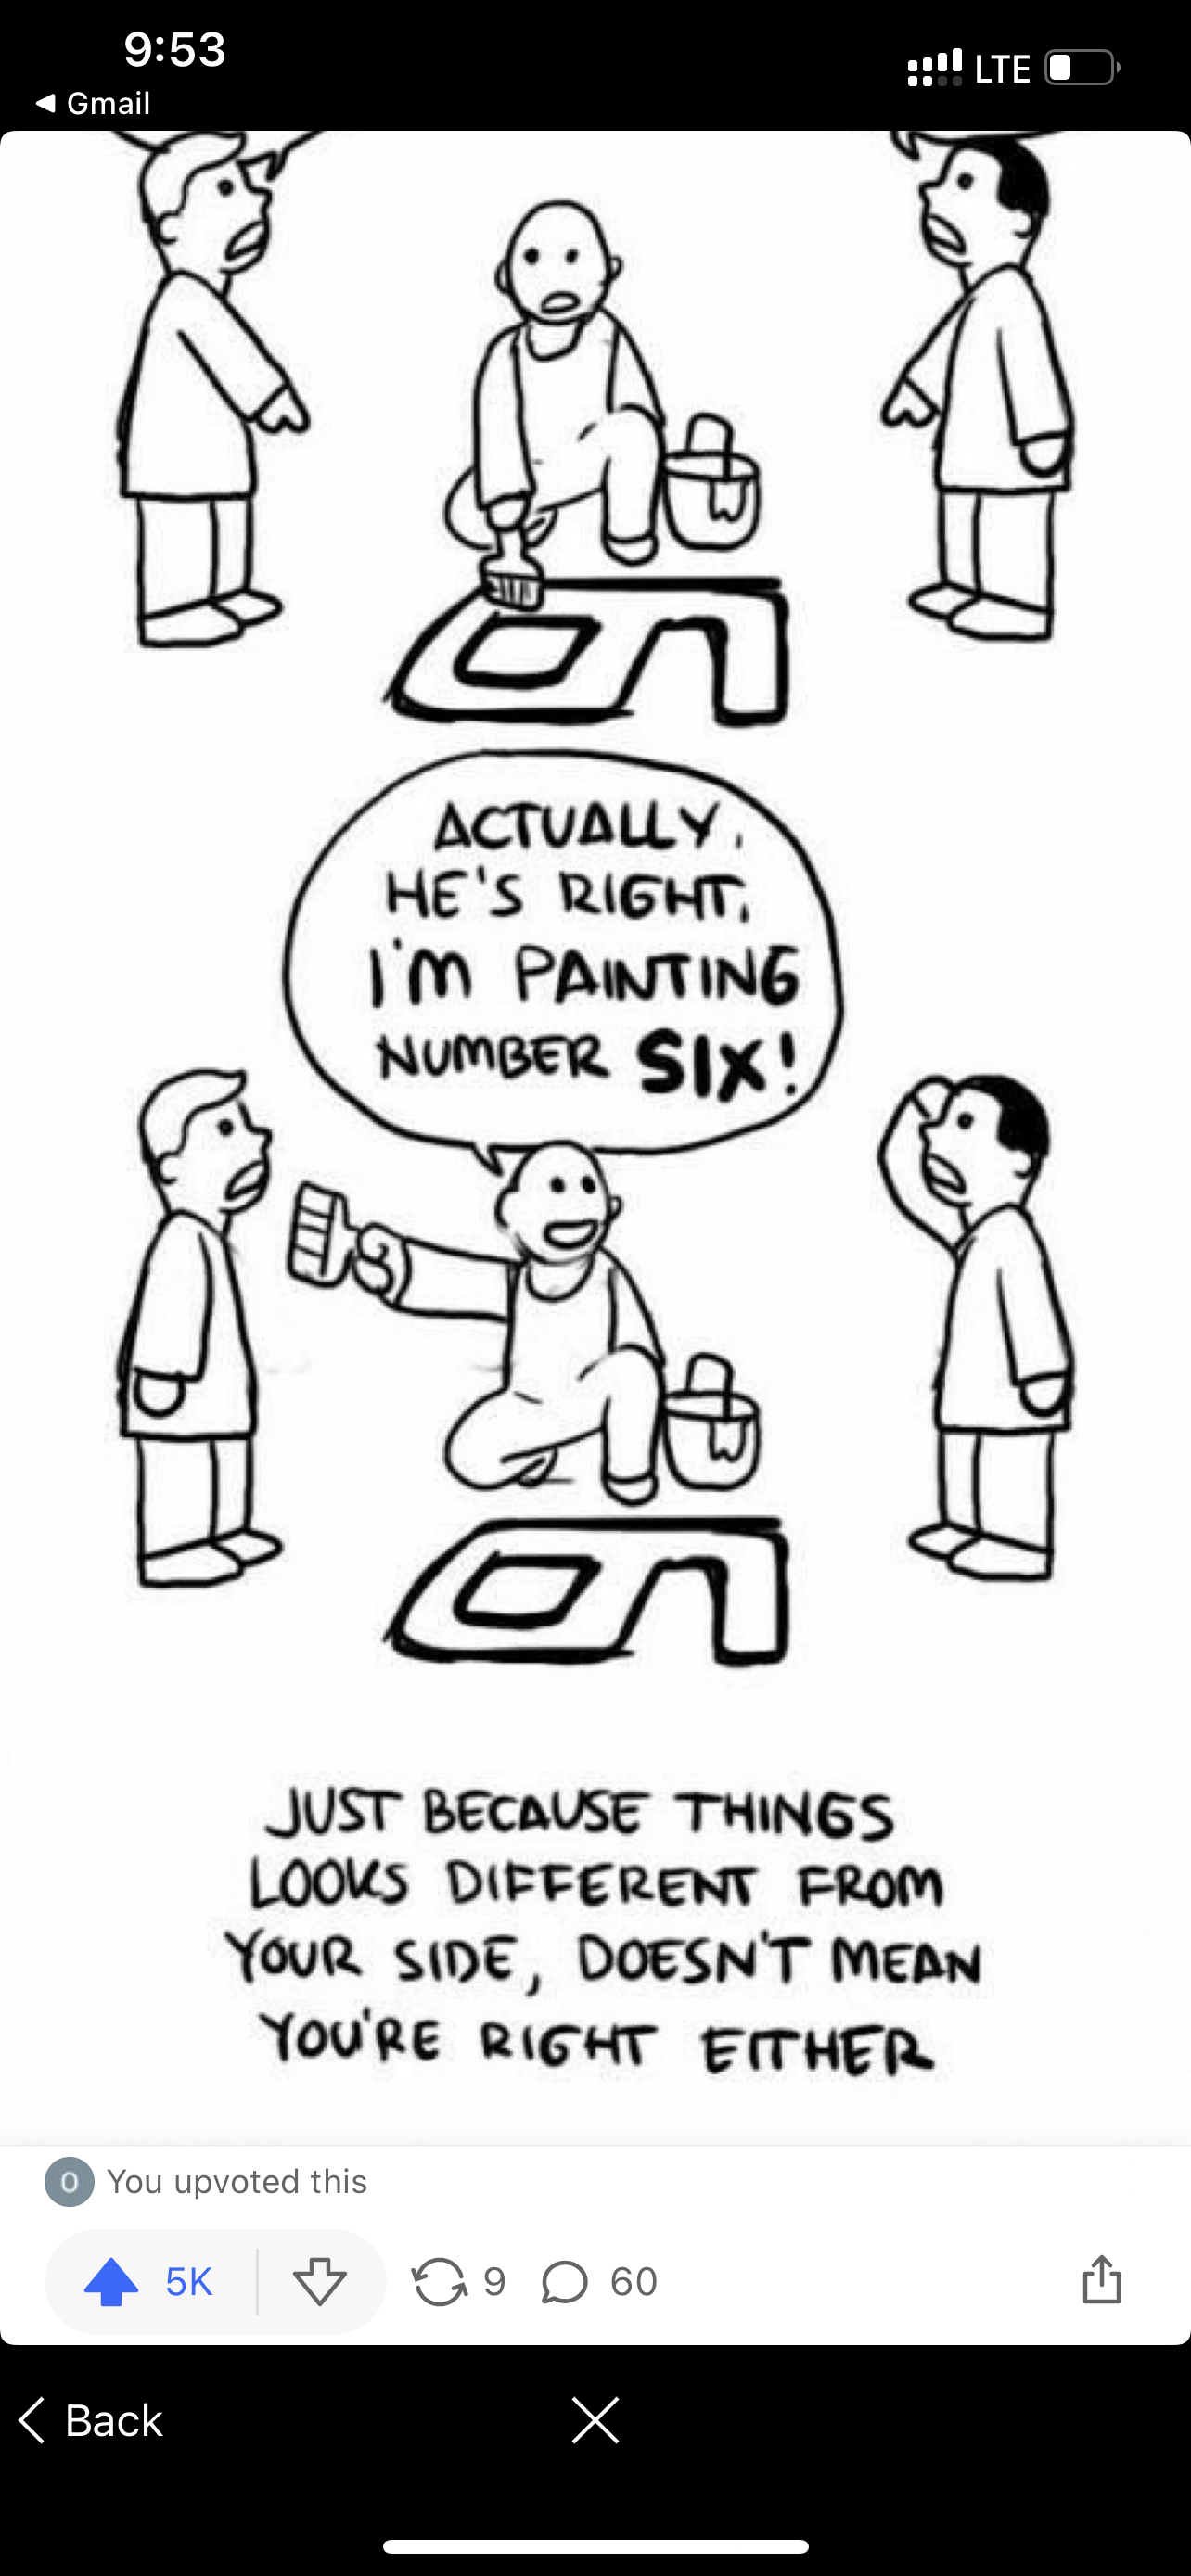 9:53
LTE
Gmail
ACTUALLY,
HE'S RIGHT,
I'M PAINTING
NUMBER SIX!
JUST BECAUSE THINGS
LOOKS DIFFERENT FROM
YOUR SIDE, DOESN'T MEAN
YOU'RE RIGHT EITHER
0 You upvoted this
5K 9 60
Back